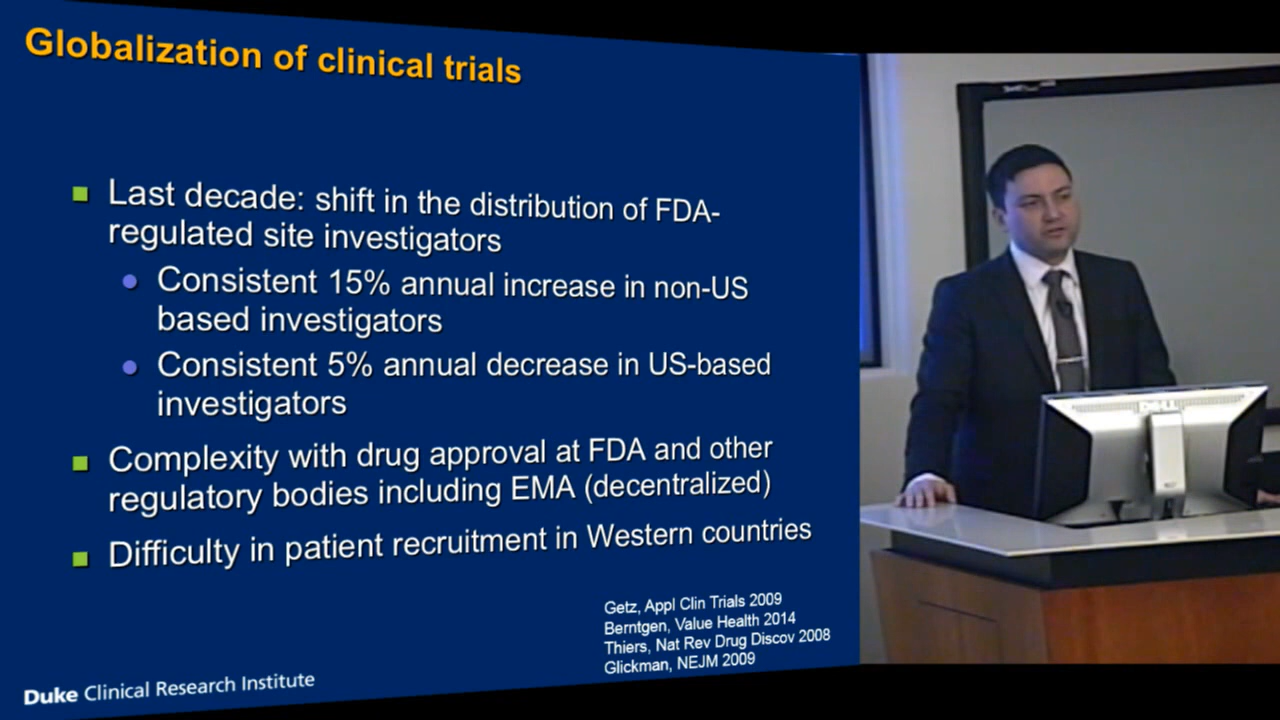 Globalization of clinical trials
Last decade: shift in the distribution of FDA-
regulated site investigators
Consistent 15% annual increase in non-US
based investigators
Consistent 5% annual decrease in US-based
investigators
Complexity with drug approval at FDA and other
regulatory bodies including EMA (decentralized)
Difficulty in patient recruitment in Western countries
Getz, Appl Clin Trials 2009
Berntgen, Value Health 2014
Thiers, Nat Rev Drug Discov 2008
Glickman, NEJM 2009
Duke Clinical Research Institute
DELL